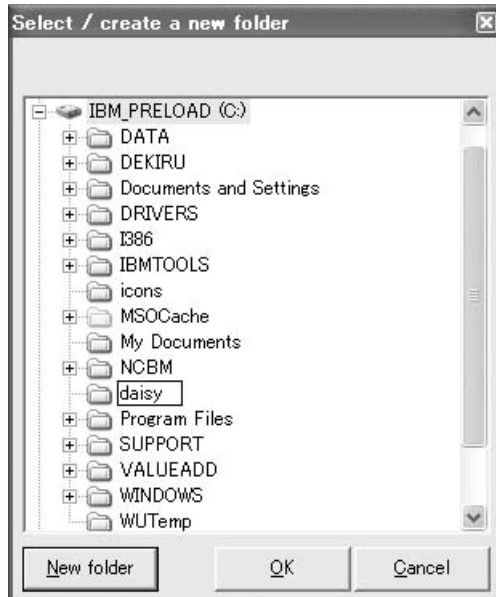 Select / create a new folder
IBM_PRELOAD (C:)
DATA
DEKIRU
Documents and Settings
DRIVERS
I386
IBMTOOLS
icons
MSOCache
My Documents
NCBM
daisy
Program Files
SUPPORT
VALUEADD
WINDOWS
WUTemp
New folder OK Cancel